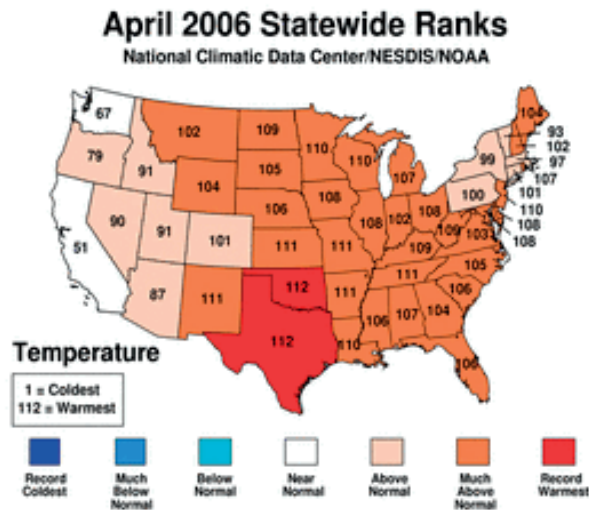 April 2006 Statewide Ranks
National Climatic Data Center/NESDIS/NOAA
67
102
109
110
104
93
79
91
105
110
107
99
102
97
104
107
106
108
100
101
90
91
101
108
102
108
110
108
109
103
108
51
111
111
109
105
87
111
112
111
111
106
112
106
107
104
110
106
Temperature
1 = Coldest
112 = Warmest
Record
Coldest
Much
Below
Normal
Below
Normal
Near
Normal
Above
Normal
Much
Above
Normal
Record
Warmest